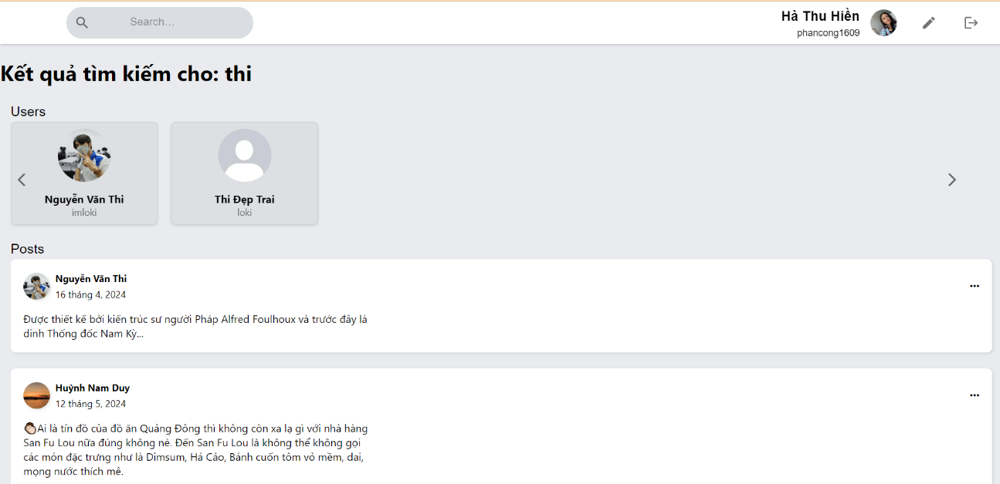 Search...
Hà Thu Hiền
phancong1609
Kết quả tìm kiếm cho: thi
Users
Nguyễn Văn Thi
imloki
Thi Đẹp Trai
loki
Posts
Nguyễn Văn Thi
16 tháng 4, 2024
Được thiết kế bởi kiến trúc sư người Pháp Alfred Foulhoux và trước đây là
dinh Thống đốc Nam Kỳ...
Huỳnh Nam Duy
12 tháng 5, 2024
Ai là tín đồ của đồ ăn Quảng Đông thì không còn xa lạ gì với nhà hàng
San Fu Lou nữa đúng không nè. Đến San Fu Lou là không thể không gọi
các món đặc trưng như là Dimsum, Há Cảo, Bánh cuốn tôm vỏ mềm, dai,
mọng nước thích mê.